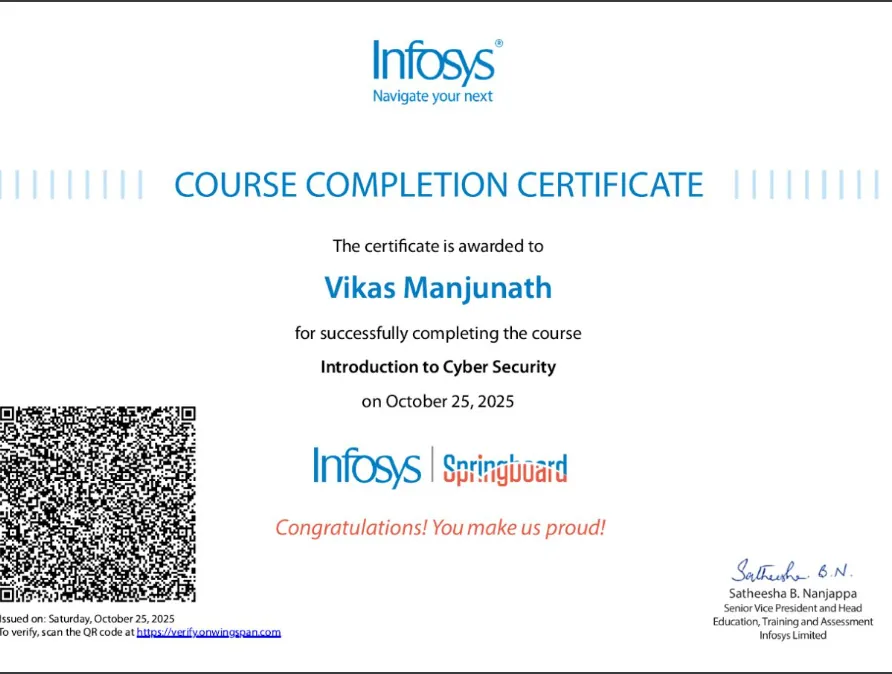 Infosys®
Navigate your next
COURSE COMPLETION CERTIFICATE
The certificate is awarded to
Vikas Manjunath
for successfully completing the course
Introduction to Cyber Security
on October 25, 2025
Infosys | Springboard
Congratulations! You make us proud!
Issued on: Saturday, October 25, 2025
To verify, scan the QR code at https://verify.onwingspan.com
Satheesha B.N.
Satheesha B. Nanjappa
Senior Vice President and Head
Education, Training and Assessment
Infosys Limited